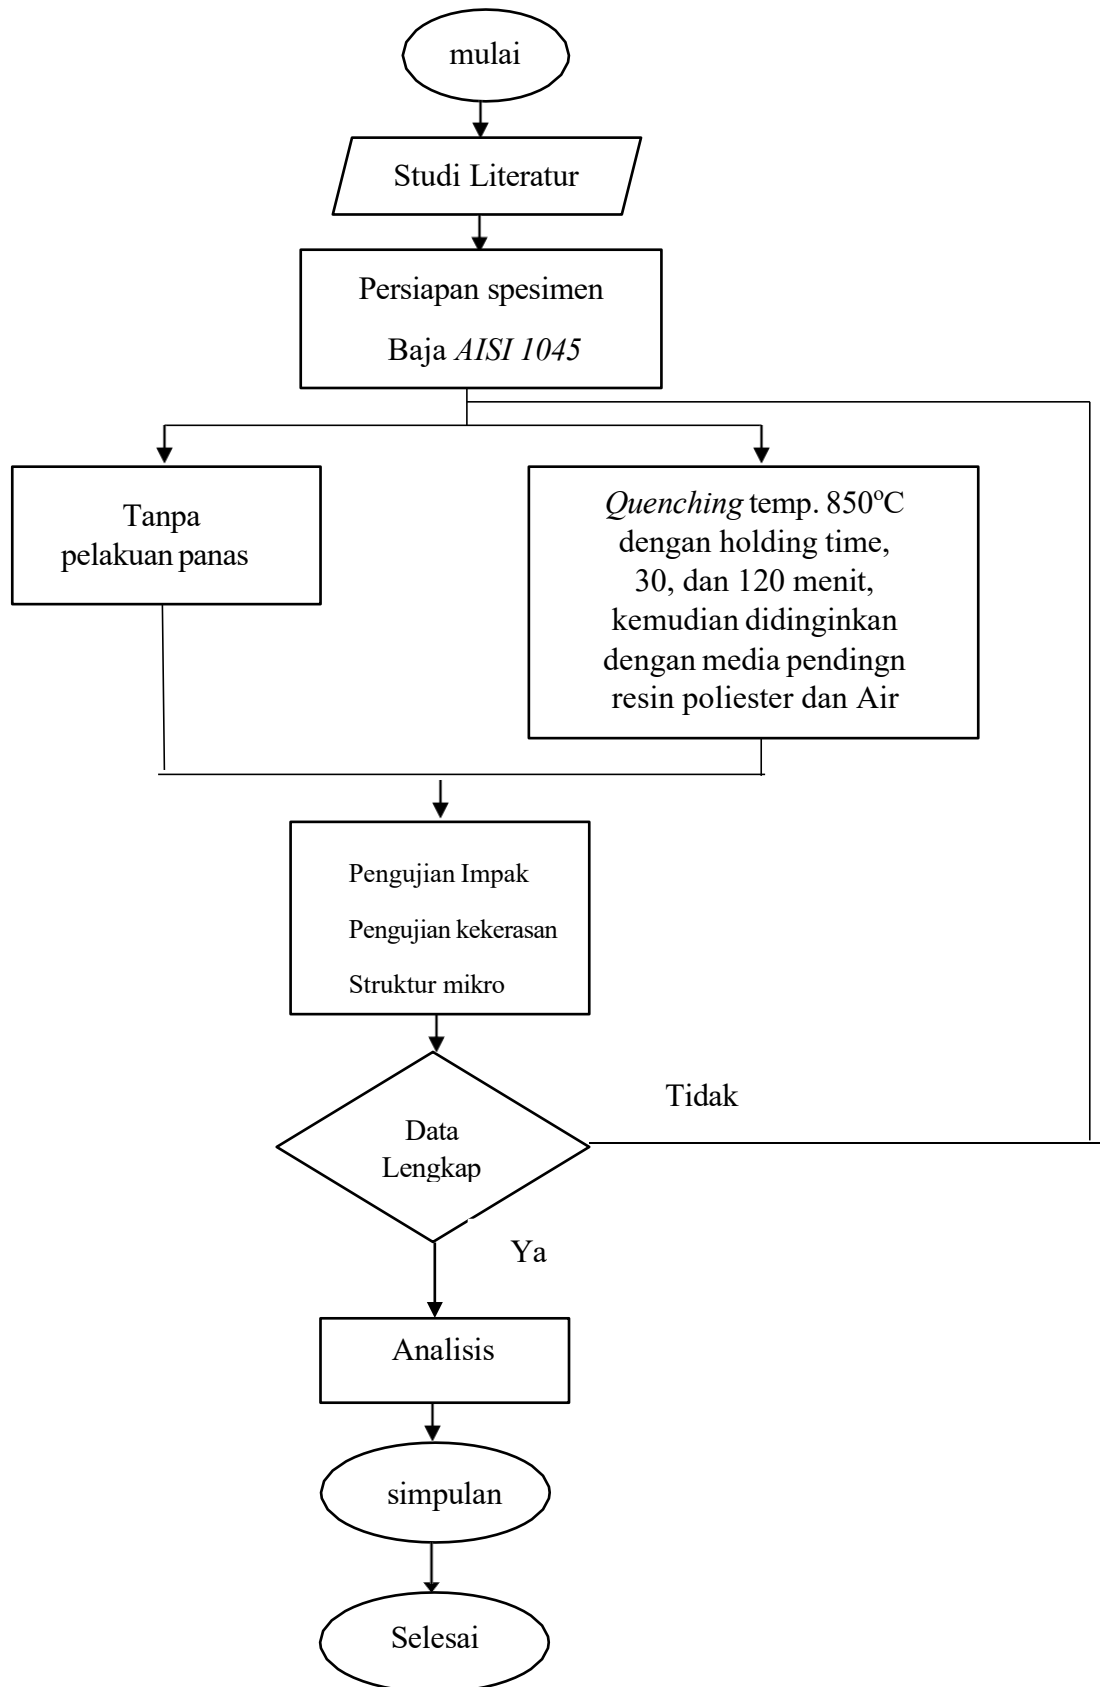 mulai
Studi Literatur
Persiapan spesimen
Baja AISI 1045
Tanpa
pelakuan panas
Quenching temp. 850ºC
dengan holding time,
30, dan 120 menit,
kemudian didinginkan
dengan media pendingn
resin poliester dan Air
Pengujian Impak
Pengujian kekerasan
Struktur mikro
Data
Lengkap
Tidak
Ya
Analisis
simpulan
Selesai